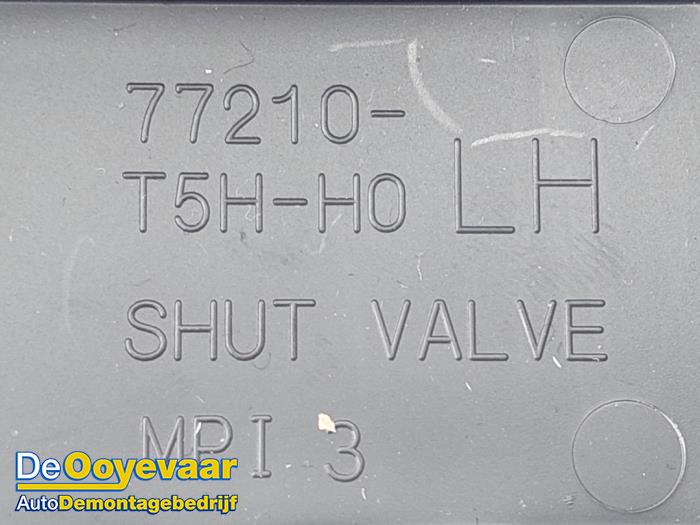 77210-
T5H-H0 LH
SHUT VALVE
MPI 3
De Ooyevaar
AutoDemontagebedrijf